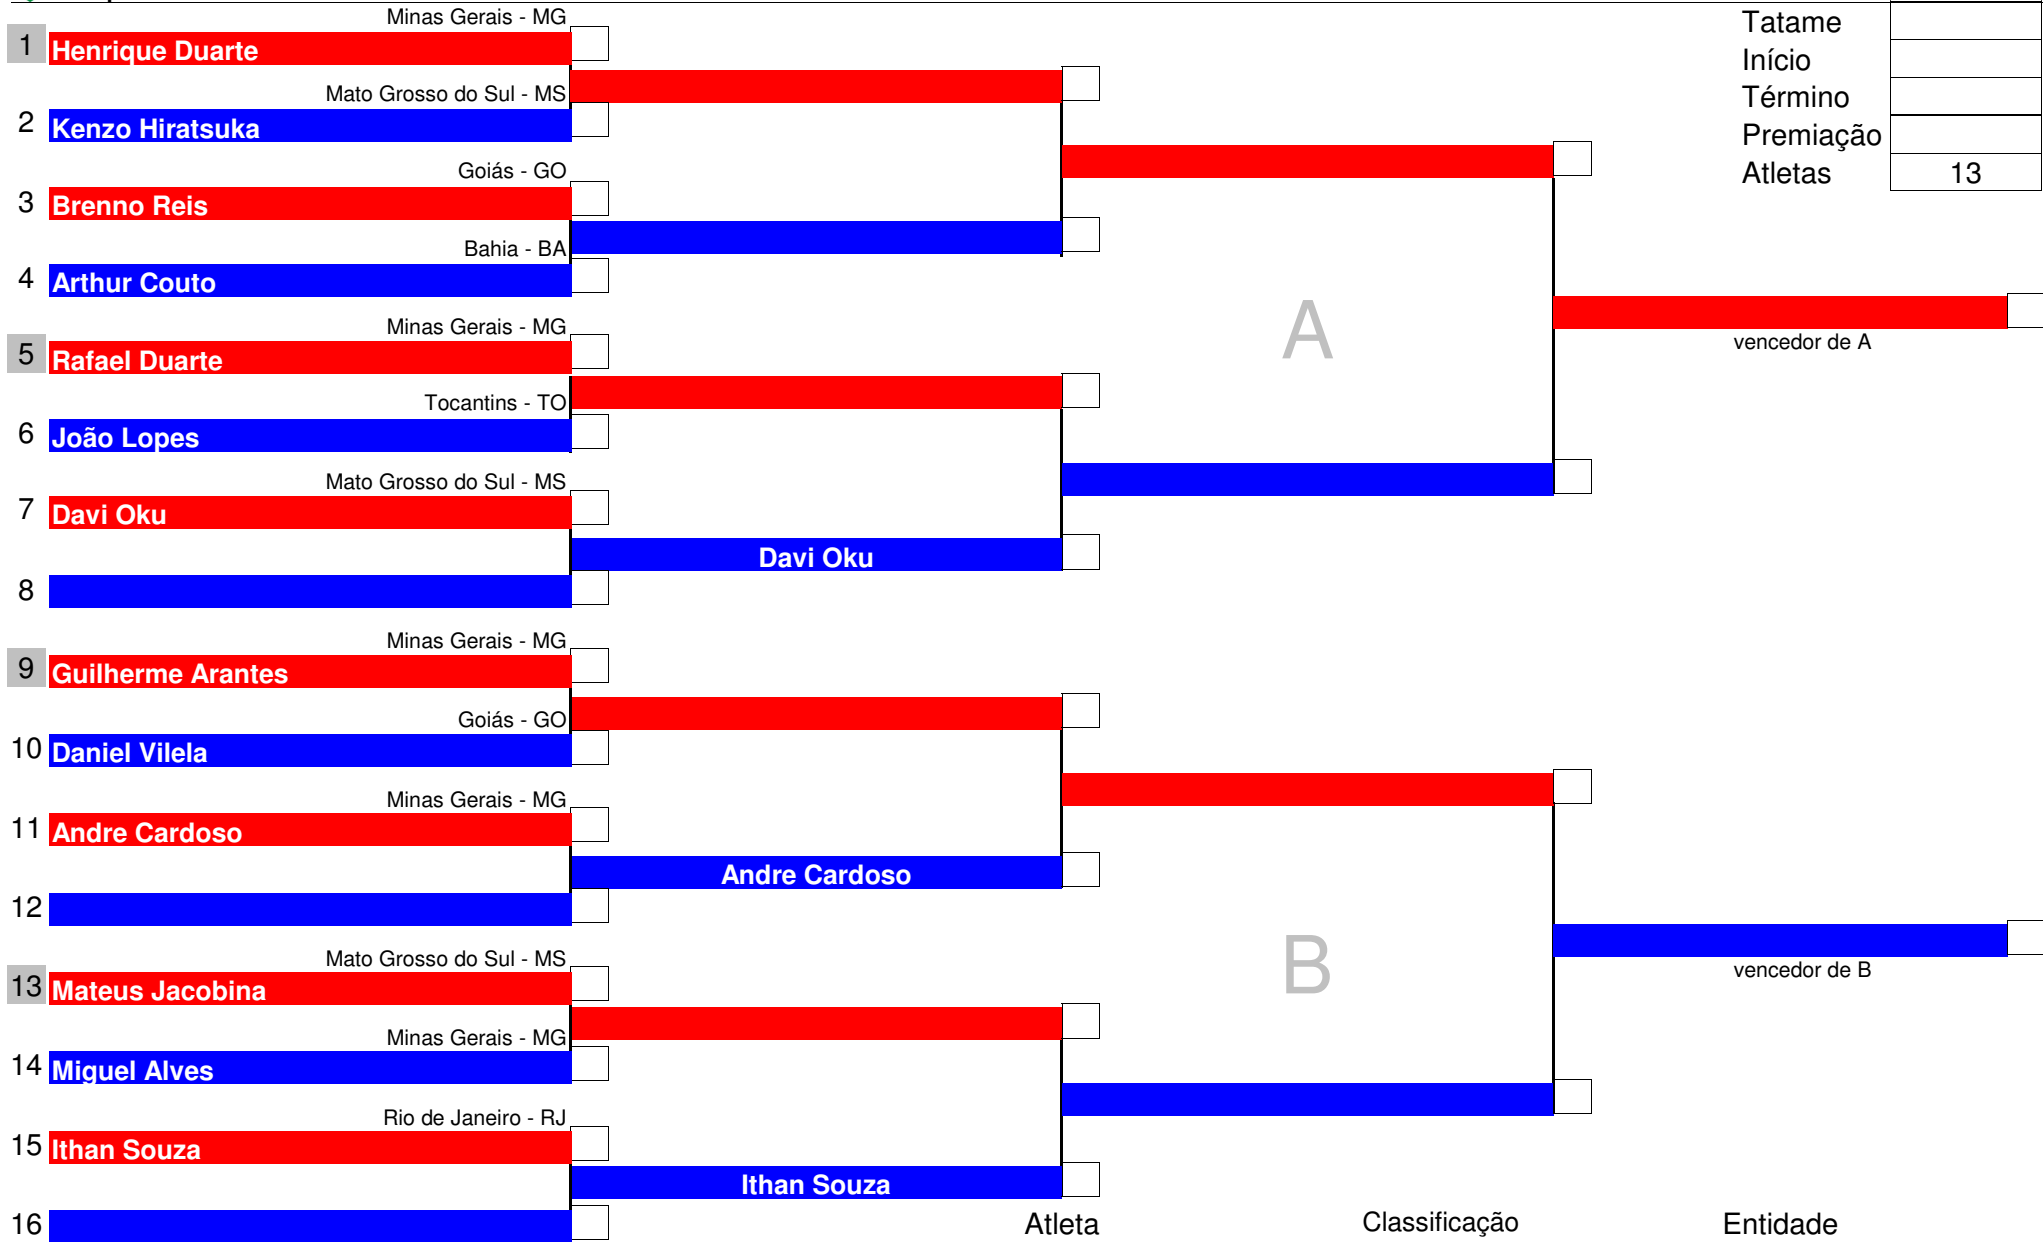 Minas Gerais - MG
1 Henrique Duarte
Mato Grosso do Sul - MS
2 Kenzo Hiratsuka
Goiás - GO
3 Brenno Reis
Bahia - BA
4 Arthur Couto
Minas Gerais - MG
5 Rafael Duarte
Tocantins - TO
6 João Lopes
Mato Grosso do Sul - MS
7 Davi Oku
Davi Oku
8
Minas Gerais - MG
9 Guilherme Arantes
Goiás - GO
10 Daniel Vilela
Minas Gerais - MG
11 Andre Cardoso
Andre Cardoso
12
Mato Grosso do Sul - MS
13 Mateus Jacobina
Minas Gerais - MG
14 Miguel Alves
Rio de Janeiro - RJ
15 Ithan Souza
Ithan Souza
16
A
B
Tatame
Início
Término
Premiação
Atletas 13
vencedor de A
vencedor de B
Atleta Classificação Entidade